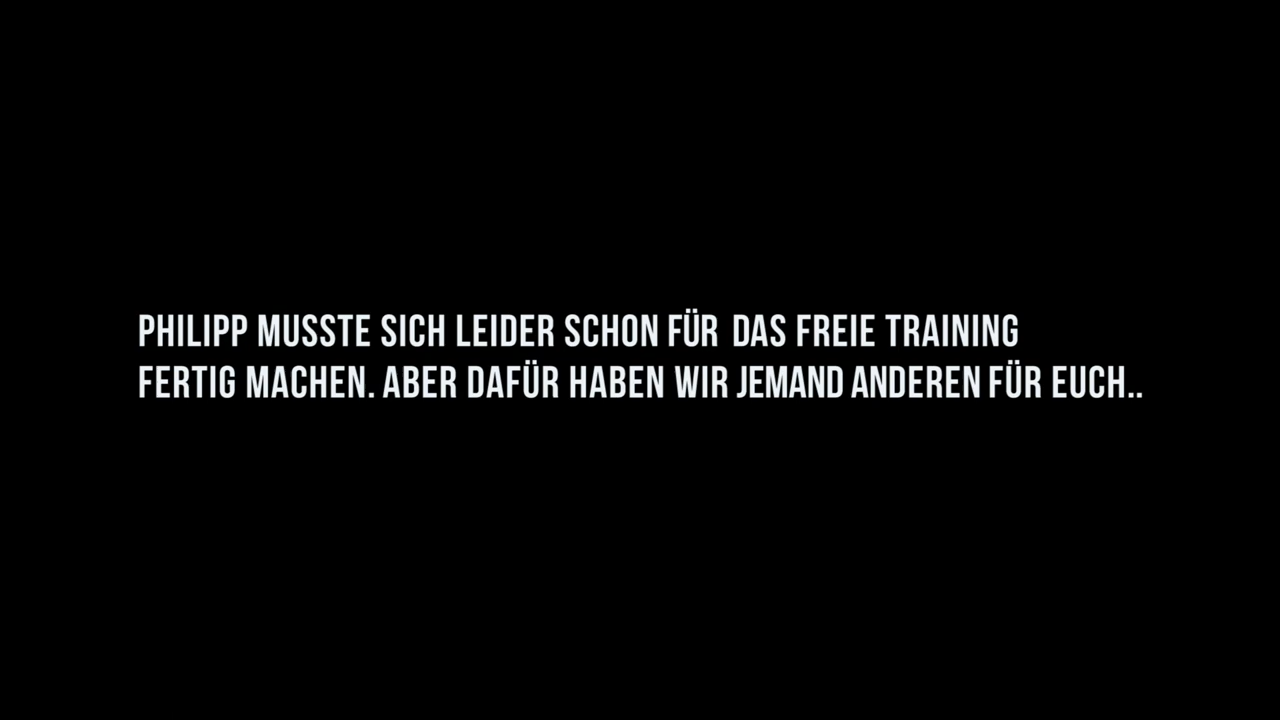 PHILIPP MUSSTE SICH LEIDER SCHON FÜR DAS FREIE TRAINING
FERTIG MACHEN. ABER DAFÜR HABEN WIR JEMAND ANDEREN FÜR EUCH..